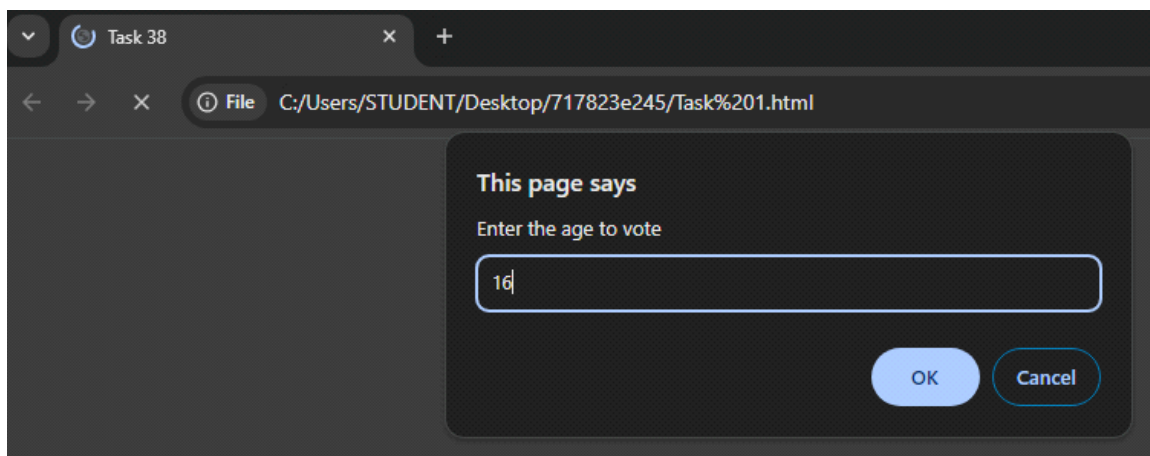 Task 38
File C:/Users/STUDENT/Desktop/717823e245/Task%201.html
This page says
Enter the age to vote
16
OK Cancel